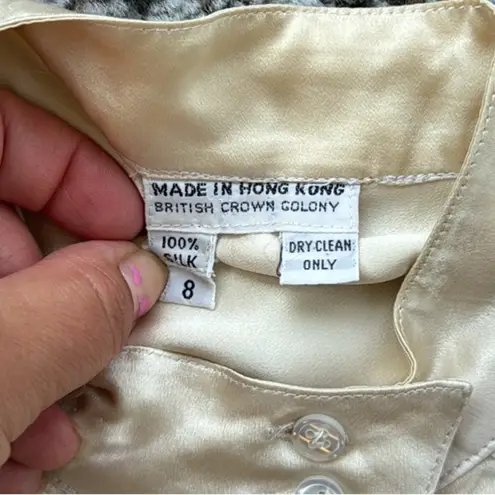 MADE IN HONG KONG
BRITISH CROWN COLONY
100%
SILK
8
DRY-CLEAN
ONLY